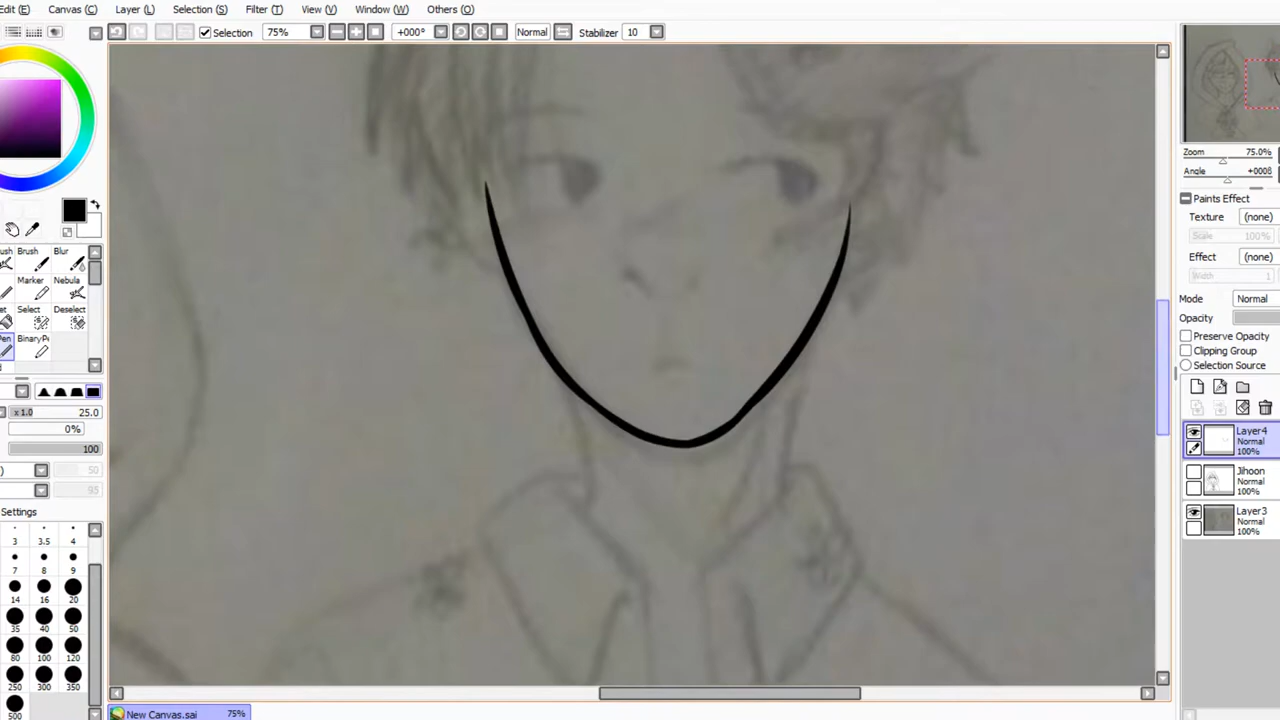 Edit (E) Canvas (C) Layer (L) Selection (S) Filter (T) View (V) Window (W) Others (O)
Selection 75% +000° Normal Stabilizer 10
Brush Blur
Marker Nebula
Select Deselect
Pen BinaryPe
x 1.0 25.0
0%
100
50
95
Settings
3 3.5 4
7 8 9
14 16 20
35 40 50
80 100 120
250 300 350
500
New Canvas.sai 75%
Zoom 75.0%
Angle +000
Paints Effect
Texture (none)
Scale 100%
Effect (none)
Width 1
Mode Normal
Opacity
Preserve Opacity
Clipping Group
Selection Source
Layer4
Normal
100%
Jihoon
Normal
100%
Layer3
Normal
100%